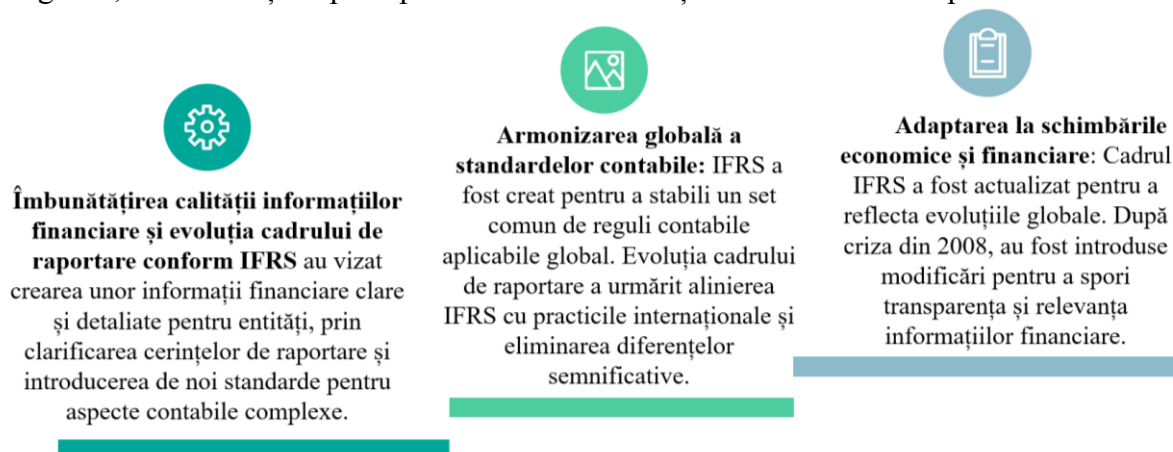 Îmbunătățirea calității informațiilor
financiare și evoluția cadrului de
raportare conform IFRS au vizat
crearea unor informații financiare clare
și detaliate pentru entități, prin
clarificarea cerințelor de raportare și
introducerea de noi standarde pentru
aspecte contabile complexe.
Armonizarea globală a
standardelor contabile: IFRS a
fost creat pentru a stabili un set
comun de reguli contabile
aplicabile global. Evoluția cadrului
de raportare a urmărit alinierea
IFRS cu practicile internaționale și
eliminarea diferențelor
semnificative.
Adaptarea la schimbările
economice și financiare: Cadrul
IFRS a fost actualizat pentru a
reflecta evoluțiile globale. După
criza din 2008, au fost introduse
modificări pentru a spori
transparența și relevanța
informațiilor financiare.